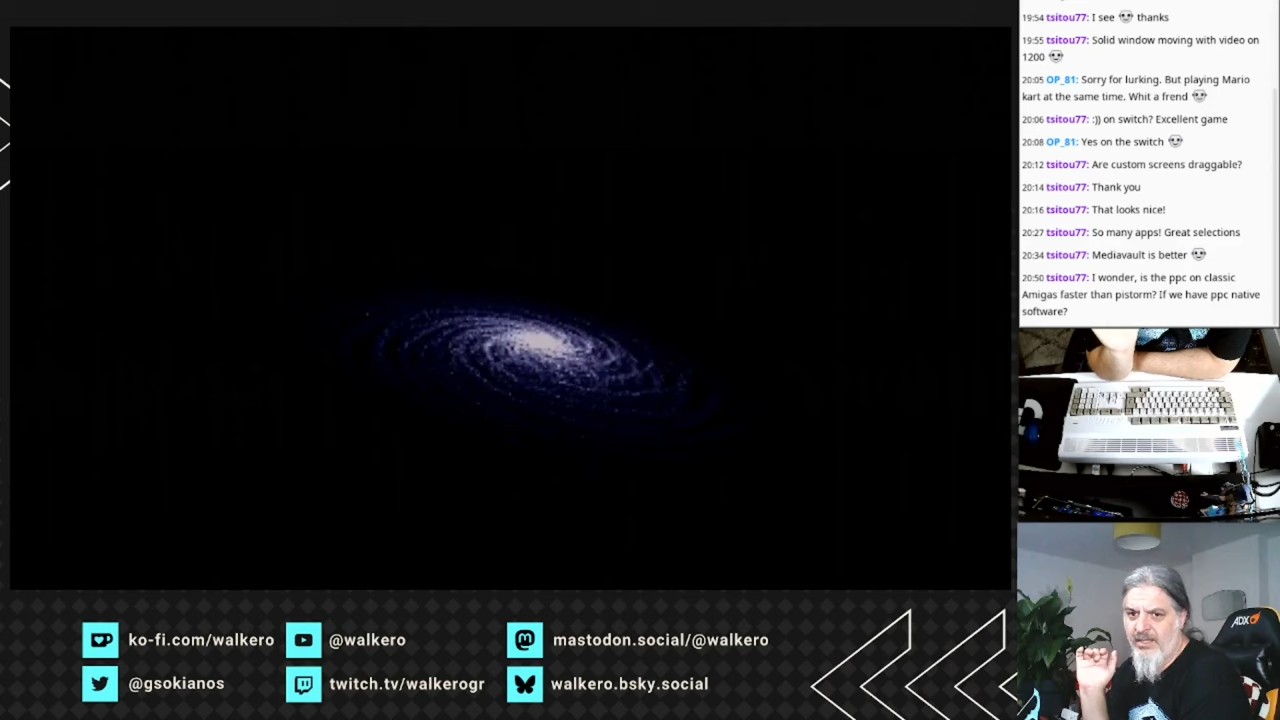 19:54 tsitou77: I see thanks
19:55 tsitou77: Solid window moving with video on
1200
20:05 OP_81: Sorry for lurking. But playing Mario
kart at the same time. Whit a frend
20:06 tsitou77: :)) on switch? Excellent game
20:08 OP_81: Yes on the switch
20:12 tsitou77: Are custom screens draggable?
20:14 tsitou77: Thank you
20:16 tsitou77: That looks nice!
20:27 tsitou77: So many apps! Great selections
20:34 tsitou77: Mediavault is better
20:50 tsitou77: I wonder, is the ppc on classic
Amigas faster than pistorm? If we have ppc native
software?
ADX
ko-fi.com/walkero
@walkero
mastodon.social/@walkero
@gsokianos
twitch.tv/walkerogr
walkero.bsky.social